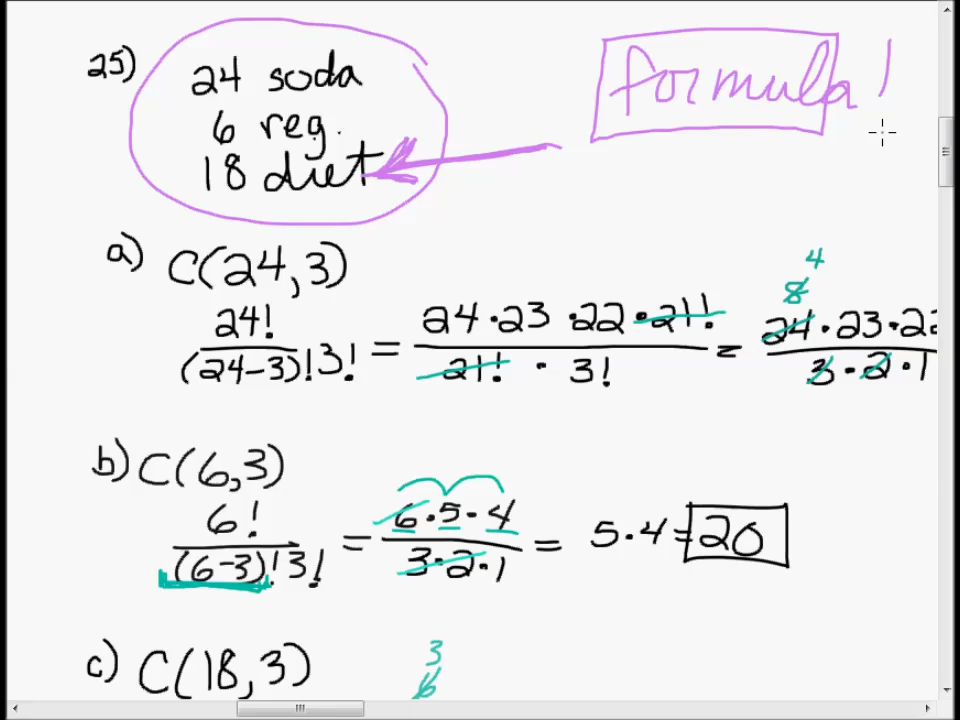 25) 24 soda
6 reg.
18 diet
formula!
a) C(24,3)
24! / (24-3)!3! = 24·23·22·21! / 21!·3! = 24·23·22 / 3·2·1
8
4
b) C(6,3)
6! / (6-3)!3! = 6·5·4 / 3·2·1 = 5·4 = 20
c) C(18,3)
3
6